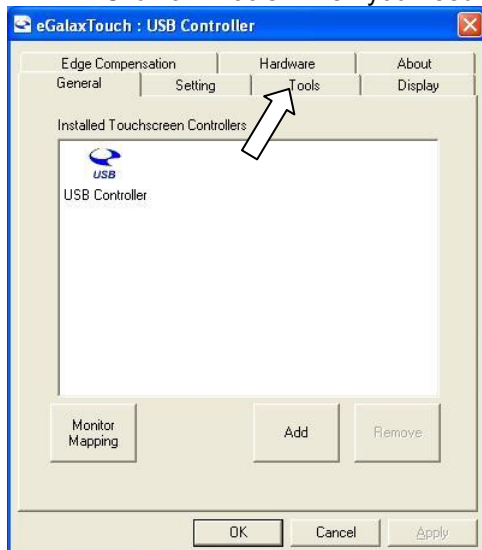 eGalaxTouch : USB Controller
Edge Compensation Hardware About
General Setting Tools Display
Installed Touchscreen Controllers
USB
USB Controller
Monitor
Mapping
Add
Remove
OK Cancel Apply